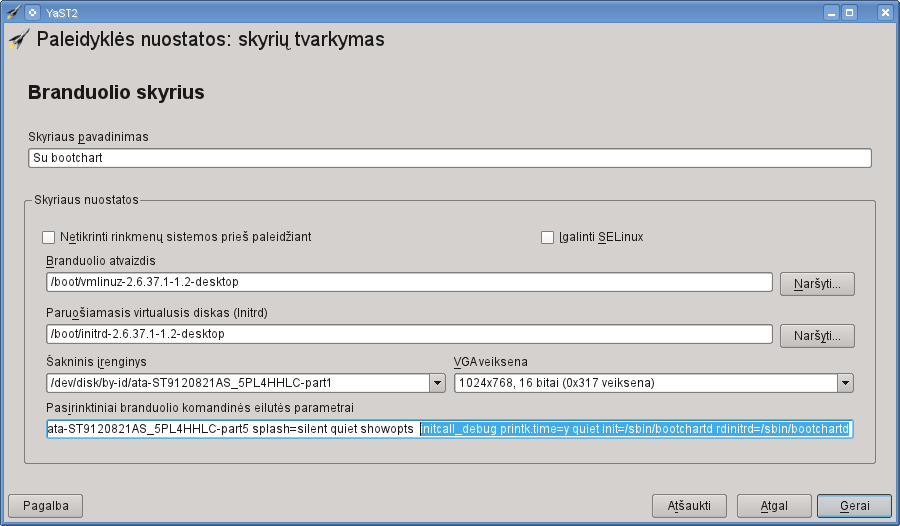 YaST2
Paleidyklės nuostatos: skyrių tvarkymas
Branduolio skyrius
Skyriaus pavadinimas
Su bootchart
Skyriaus nuostatos
Netikrinti rinkmenų sistemos prieš paleidžiant
Įgalinti SELinux
Branduolio atvaizdis
/boot/vmlinuz-2.6.37.1-1.2-desktop
Naršyti...
Paruošiamasis virtualusis diskas (Initrd)
/boot/initrd-2.6.37.1-1.2-desktop
Naršyti...
Šakninis įrenginys
VGA veiksena
/dev/disk/by-id/ata-ST9120821AS_5PL4HHLC-part1
1024x768, 16 bitai (0x317 veiksena)
Pasirinktiniai branduolio komandinės eilutės parametrai
ata-ST9120821AS_5PL4HHLC-part5 splash=silent quiet showopts initcall_debug printk.time=y quiet init=/sbin/bootchartd rdinitrd=/sbin/bootchartd
Pagalba
Atšaukti
Atgal
Gerai